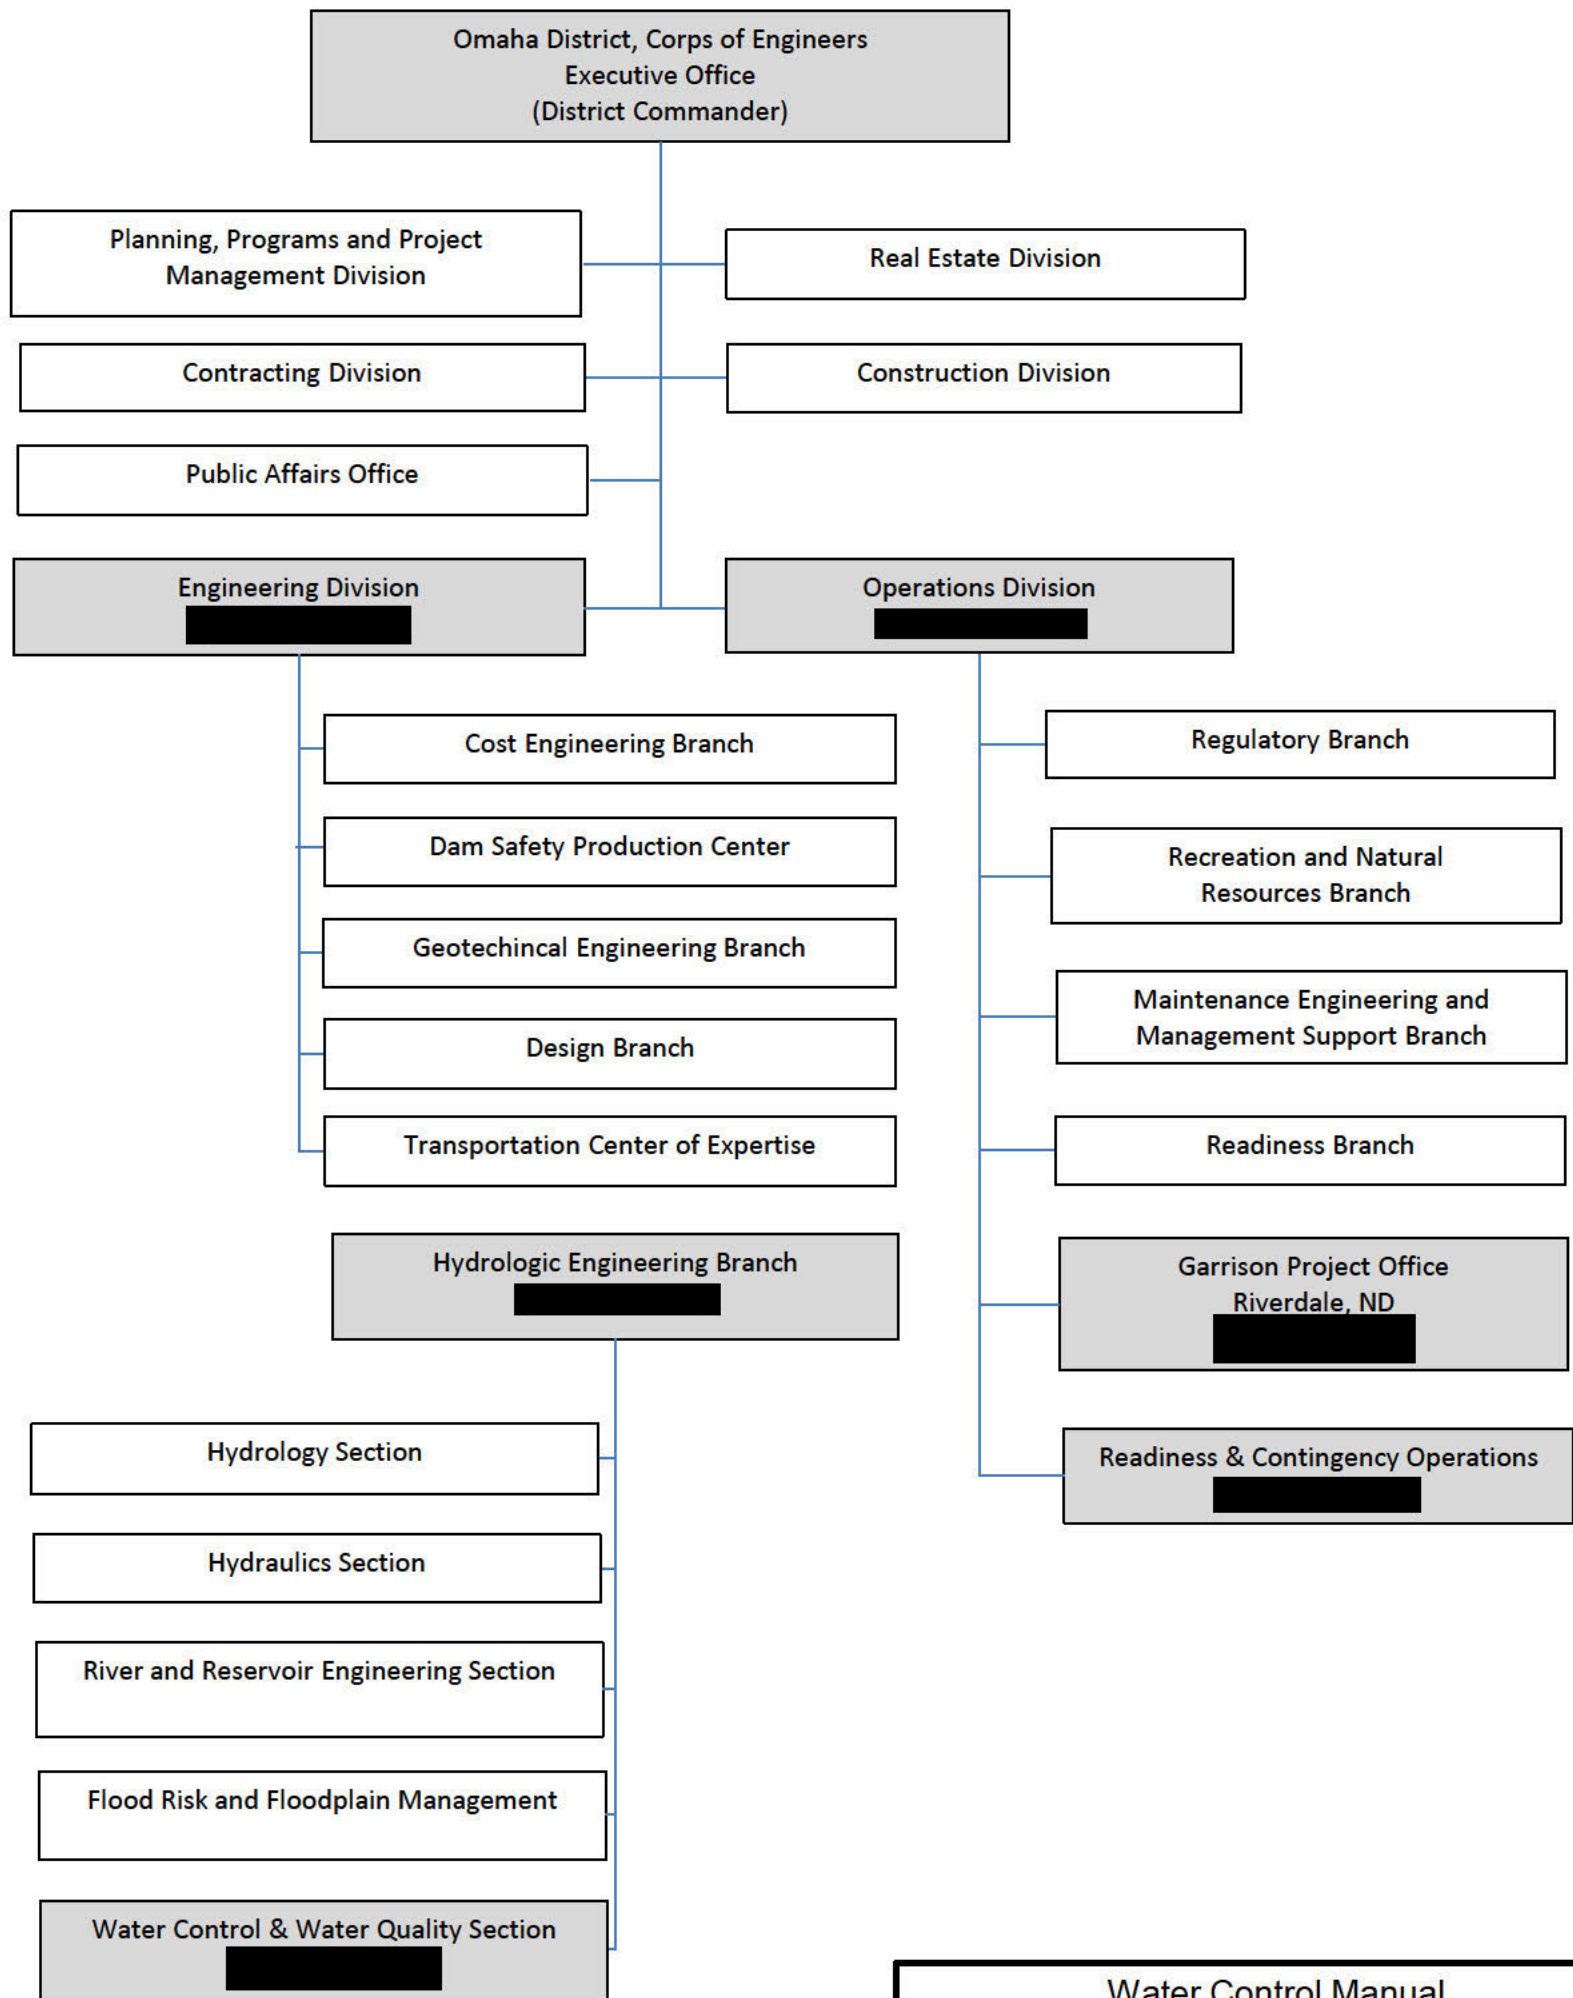 Omaha District, Corps of Engineers
Executive Office
(District Commander)
Planning, Programs and Project
Management Division
Real Estate Division
Contracting Division
Construction Division
Public Affairs Office
Engineering Division
Operations Division
Cost Engineering Branch
Dam Safety Production Center
Geotechincal Engineering Branch
Design Branch
Transportation Center of Expertise
Regulatory Branch
Recreation and Natural
Resources Branch
Maintenance Engineering and
Management Support Branch
Readiness Branch
Garrison Project Office
Riverdale, ND
Readiness & Contingency Operations
Hydrologic Engineering Branch
Hydrology Section
Hydraulics Section
River and Reservoir Engineering Section
Flood Risk and Floodplain Management
Water Control & Water Quality Section
Water Control Manual